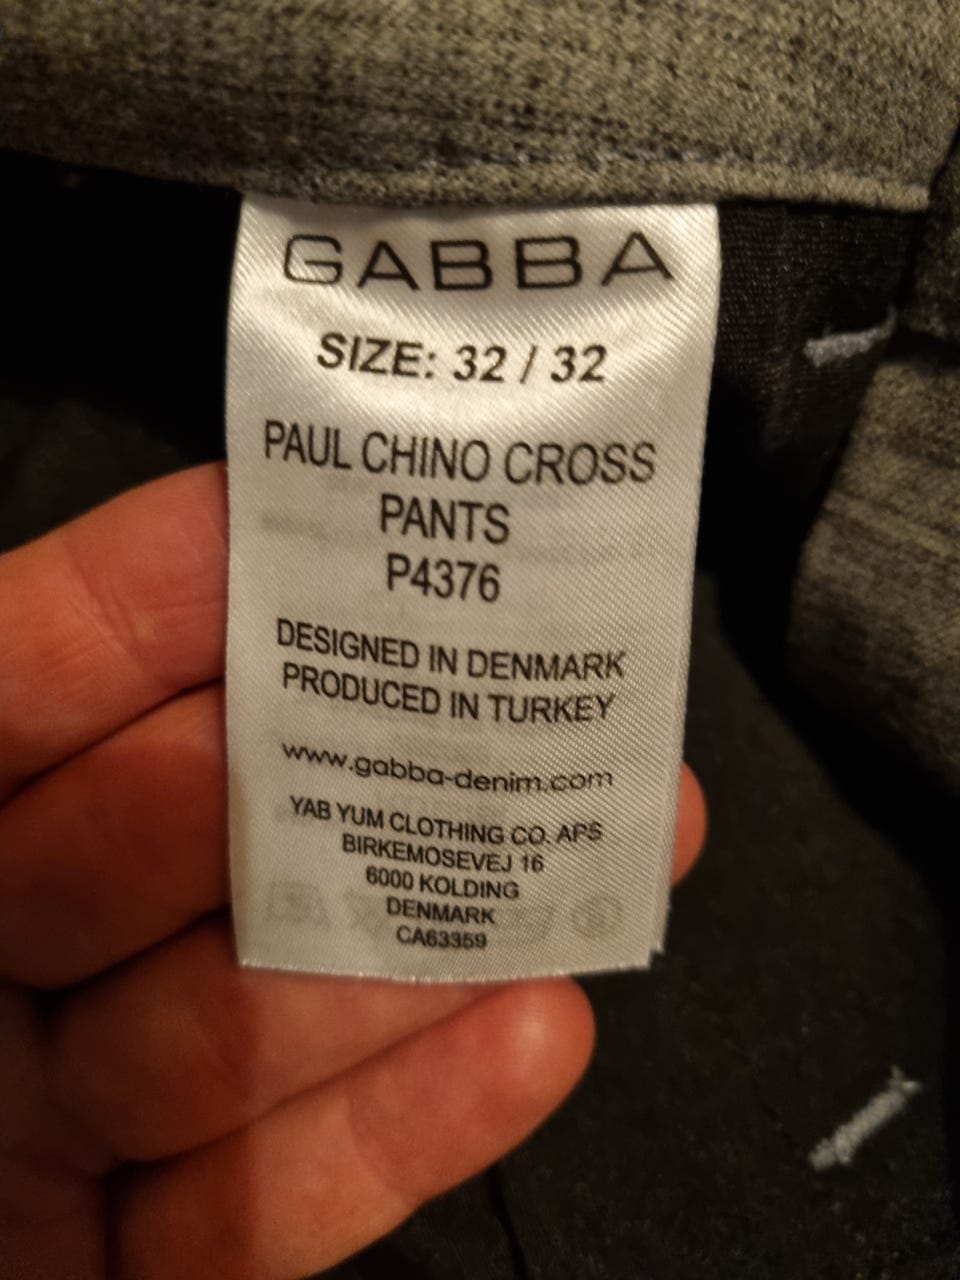 GABBA
SIZE: 32 / 32
PAUL CHINO CROSS
PANTS
P4376
DESIGNED IN DENMARK
PRODUCED IN TURKEY
www.gabba-denim.com
YAB YUM CLOTHING CO. APS
BIRKEMOSEVEJ 16
6000 KOLDING
DENMARK
CA63359